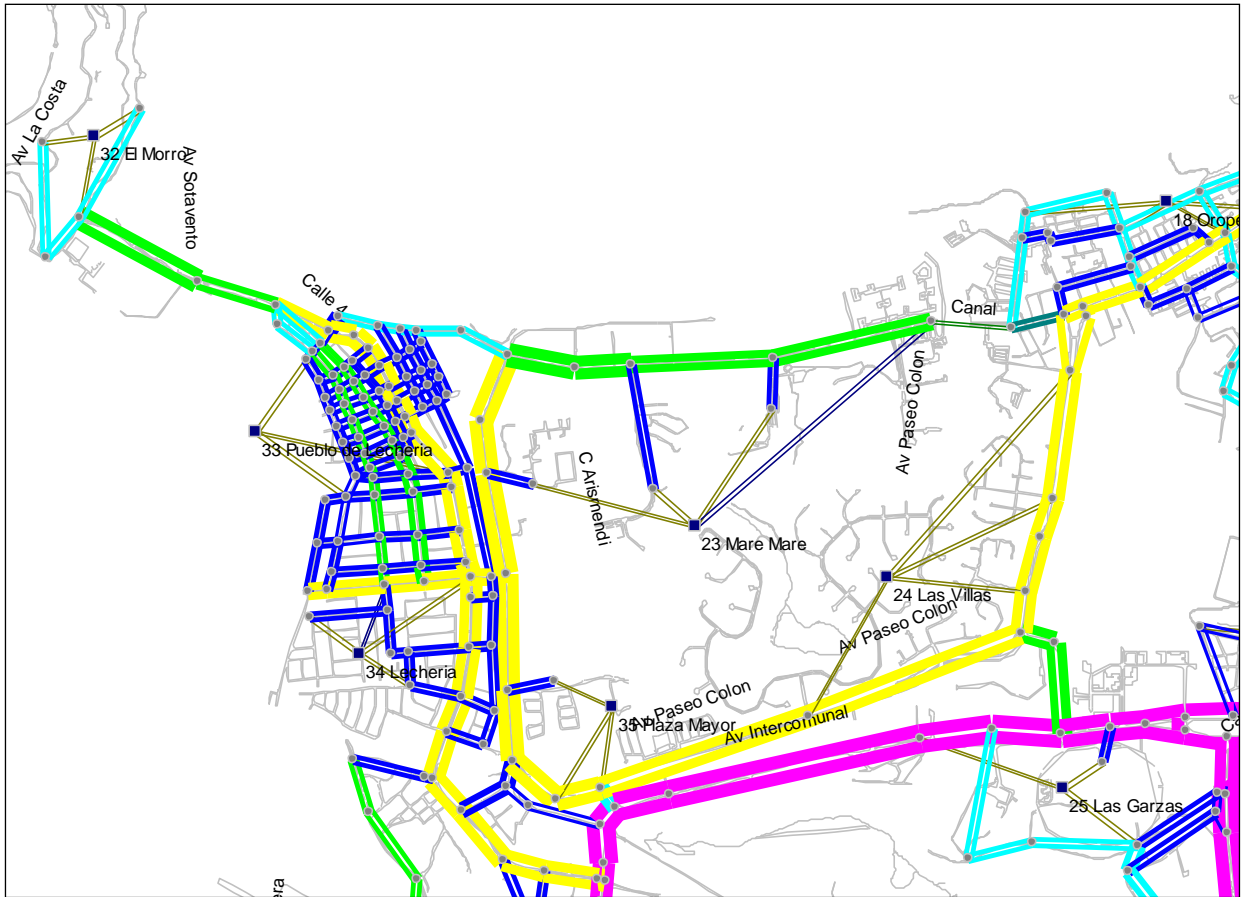 Av La Costa
32 El Morro
Av Sotavento
18 Orope
Calle 4
Canal
Av Paseo Colon
33 Pueblo de Lecheria
C Arismendi
23 Mare Mare
24 Las Villas
Av Paseo Colon
34 Lecheria
Av Paseo Colon
35 Plaza Mayor
Av Intercomunal
25 Las Garzas
era